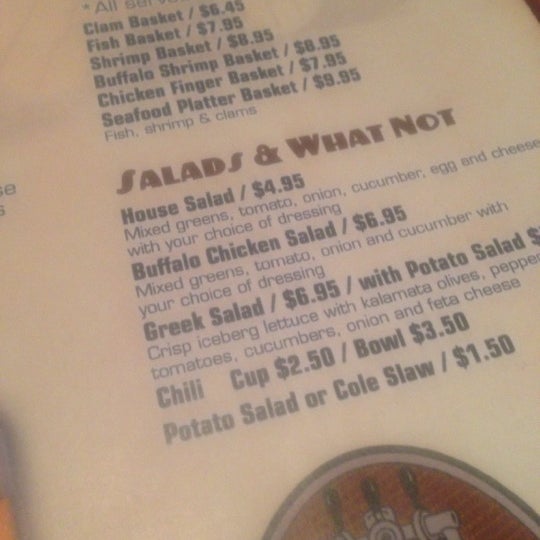 * All
Clam Basket / $6.45
Fish Basket / $7.95
Shrimp Basket / $8.95
Buffalo Shrimp Basket / $8.95
Chicken Finger Basket / $7.95
Seafood Platter Basket / $9.95
Fish, shrimp & clams
SALADS & WHAT NOT
House Salad / $4.95
Mixed greens, tomato, onion, cucumber, egg and cheese
with your choice of dressing
Buffalo Chicken Salad / $6.95
Mixed greens, tomato, onion and cucumber with
your choice of dressing
Greek Salad / $6.95 / with Potato Salad $
Crisp iceberg lettuce with kalamata olives, pepper
tomatoes, cucumbers, onion and feta cheese
Chili Cup $2.50 / Bowl $3.50
Potato Salad or Cole Slaw / $1.50